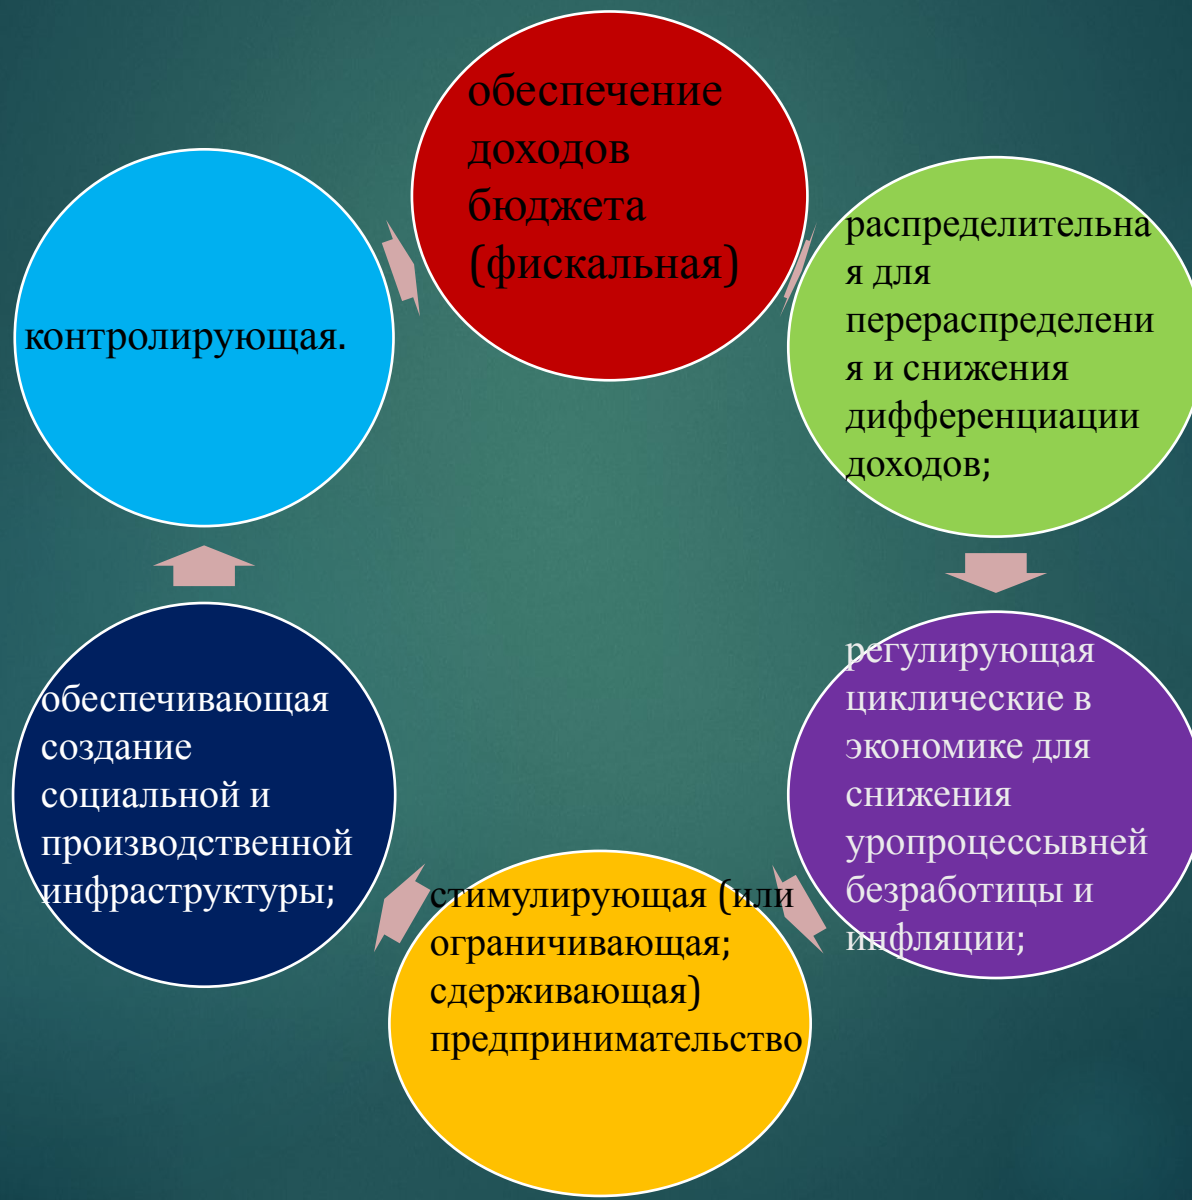 обеспечение
доходов
бюджета
(фискальная)
распределительна
я для
перераспределени
я и снижения
дифференциации
доходов;
регулирующая
циклические в
экономике для
снижения
уропроцессывней
безработицы и
инфляции;
стимулирующая (или
ограничивающая;
сдерживающая)
предпринимательство
обеспечивающая
создание
социальной и
производственной
инфраструктуры;
контролирующая.